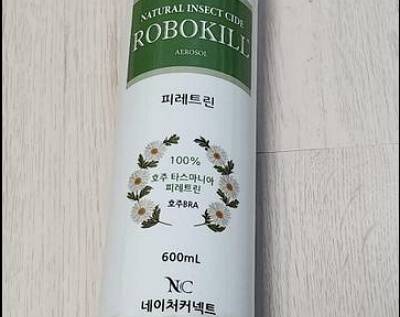 NATURAL INSECT CIDE
ROBOKILL
AEROSOL
피레트린
100%
호주 타스마니아
피레트린
호주BRA
600mL
NC
네이처커넥트